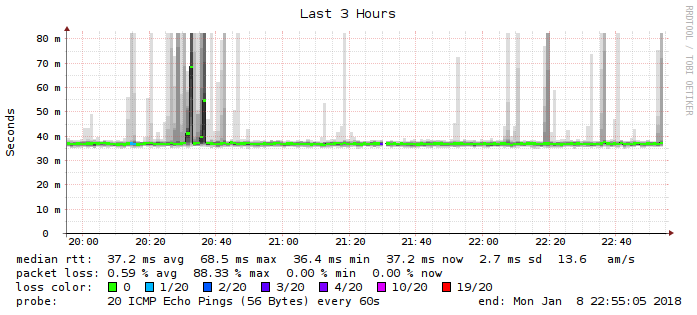 Last 3 Hours
RRDTOOL / TOBI OETIKER
Seconds
80 m
70 m
60 m
50 m
40 m
30 m
20 m
10 m
0
20:00 20:20 20:40 21:00 21:20 21:40 22:00 22:20 22:40
median rtt: 37.2 ms avg 68.5 ms max 36.4 ms min 37.2 ms now 2.7 ms sd 13.6 am/s
packet loss: 0.59 % avg 88.33 % max 0.00 % min 0.00 % now
loss color: 0 1/20 2/20 3/20 4/20 10/20 19/20
probe: 20 ICMP Echo Pings (56 Bytes) every 60s end: Mon Jan 8 22:55:05 2018